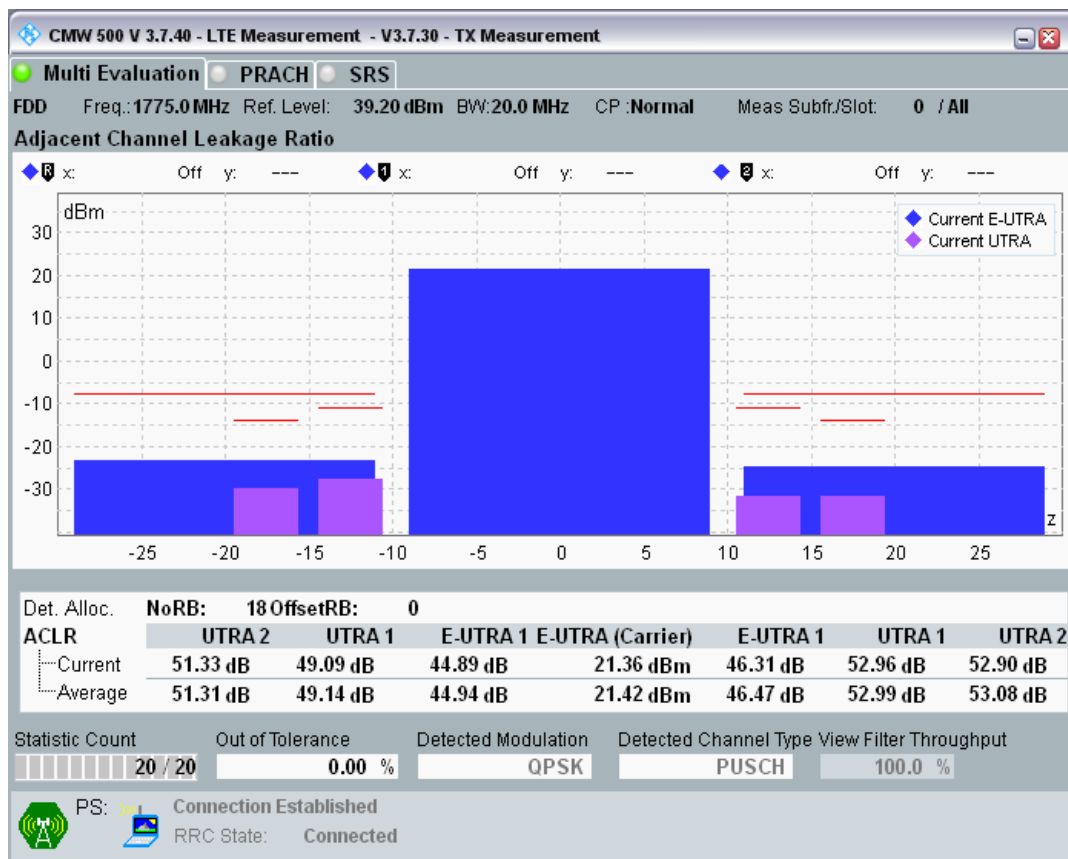 CMW 500 V 3.7.40 - LTE Measurement - V3.7.30 - TX Measurement
Multi Evaluation PRACH SRS
FDD Freq.:1775.0 MHz Ref. Level: 39.20 dBm BW:20.0 MHz CP :Normal Meas Subfr./Slot: 0 / All
Adjacent Channel Leakage Ratio
R x: Off y: --- 1 x: Off y: --- 2 x: Off y: ---
dBm
Current E-UTRA
Current UTRA
30
20
10
0
-10
-20
-30
z
-25 -20 -15 -10 -5 0 5 10 15 20 25
Det. Alloc. NoRB: 18 OffsetRB: 0
ACLR UTRA 2 UTRA 1 E-UTRA 1 E-UTRA (Carrier) E-UTRA 1 UTRA 1 UTRA 2
Current 51.33 dB 49.09 dB 44.89 dB 21.36 dBm 46.31 dB 52.96 dB 52.90 dB
Average 51.31 dB 49.14 dB 44.94 dB 21.42 dBm 46.47 dB 52.99 dB 53.08 dB
Statistic Count Out of Tolerance Detected Modulation Detected Channel Type View Filter Throughput
20 / 20 0.00 % QPSK PUSCH 100.0 %
PS: Connection Established
RRC State: Connected